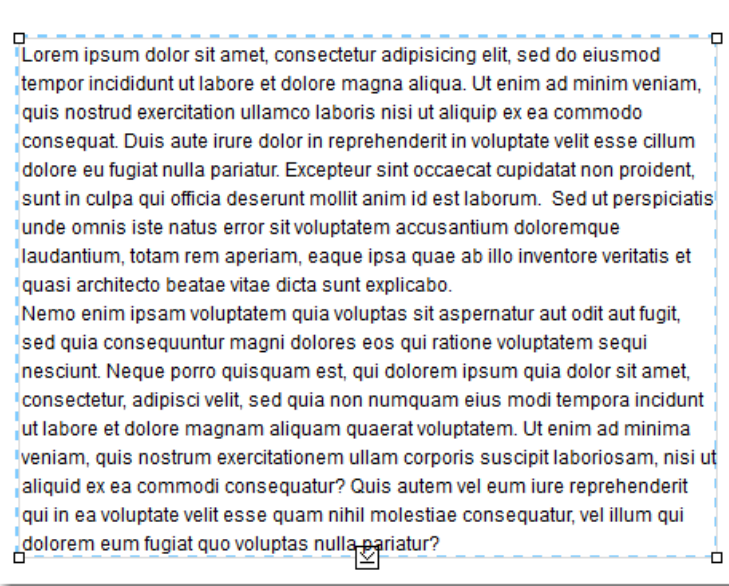 Lorem ipsum dolor sit amet, consectetur adipisicing elit, sed do eiusmod
tempor incididunt ut labore et dolore magna aliqua. Ut enim ad minim veniam,
quis nostrud exercitation ullamco laboris nisi ut aliquip ex ea commodo
consequat. Duis aute irure dolor in reprehenderit in voluptate velit esse cillum
dolore eu fugiat nulla pariatur. Excepteur sint occaecat cupidatat non proident,
sunt in culpa qui officia deserunt mollit anim id est laborum.  Sed ut perspiciatis
unde omnis iste natus error sit voluptatem accusantium doloremque
laudantium, totam rem aperiam, eaque ipsa quae ab illo inventore veritatis et
quasi architecto beatae vitae dicta sunt explicabo.
Nemo enim ipsam voluptatem quia voluptas sit aspernatur aut odit aut fugit,
sed quia consequuntur magni dolores eos qui ratione voluptatem sequi
nesciunt. Neque porro quisquam est, qui dolorem ipsum quia dolor sit amet,
consectetur, adipisci velit, sed quia non numquam eius modi tempora incidunt
ut labore et dolore magnam aliquam quaerat voluptatem. Ut enim ad minima
veniam, quis nostrum exercitationem ullam corporis suscipit laboriosam, nisi ut
aliquid ex ea commodi consequatur? Quis autem vel eum iure reprehenderit
qui in ea voluptate velit esse quam nihil molestiae consequatur, vel illum qui
dolorem eum fugiat quo voluptas nulla pariatur?